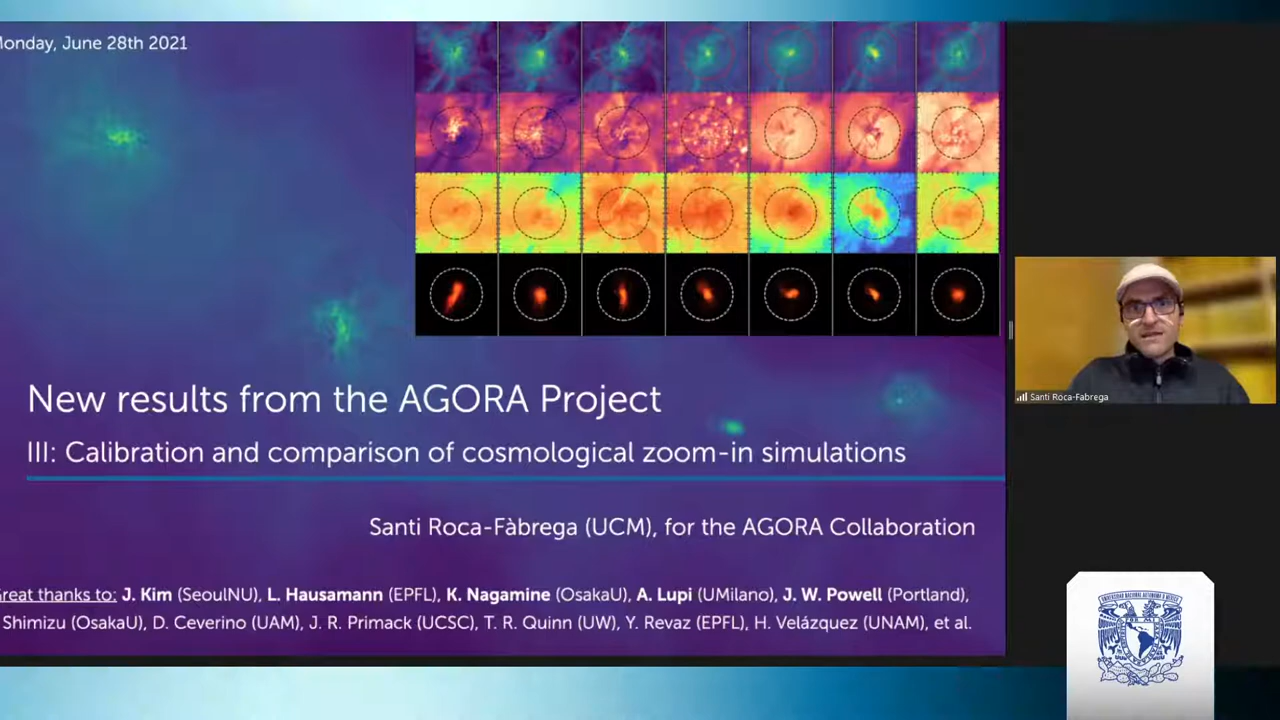 onday, June 28th 2021
New results from the AGORA Project
III: Calibration and comparison of cosmological zoom-in simulations
Santi Roca-Fàbrega (UCM), for the AGORA Collaboration
reat thanks to: J. Kim (SeoulNU), L. Hausamann (EPFL), K. Nagamine (OsakaU), A. Lupi (UMilano), J. W. Powell (Portland),
Shimizu (OsakaU), D. Ceverino (UAM), J. R. Primack (UCSC), T. R. Quinn (UW), Y. Revaz (EPFL), H. Velázquez (UNAM), et al.
Santi Roca-Fabrega